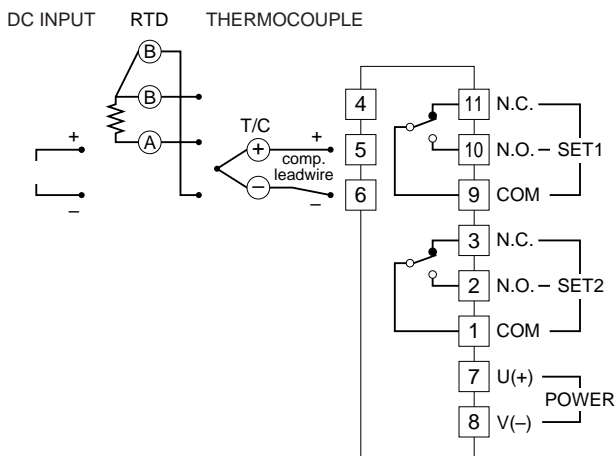 DC INPUT RTD THERMOCOUPLE
B
B
A
+
–
T/C
+
–
+
comp.
leadwire
–
4
5
6
11 N.C.
10 N.O. SET1
9 COM
3 N.C.
2 N.O. SET2
1 COM
7 U(+)
POWER
8 V(–)